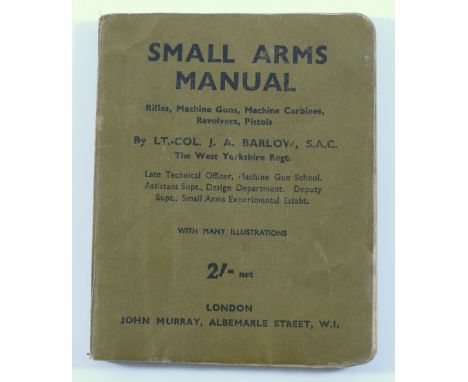 SMALL ARMS
MANUAL
Rifles, Machine Guns, Machine Carbines,
Revolvers, Pistols
By LT.-COL. J. A. BARLOW, S.A.C.
The West Yorkshire Regt.
Late Technical Officer, Machine Gun School.
Assistant Supt., Design Department. Deputy
Supt., Small Arms Experimental Estabt.
WITH MANY ILLUSTRATIONS
2/- net
LONDON
JOHN MURRAY, ALBEMARLE STREET, W.1.